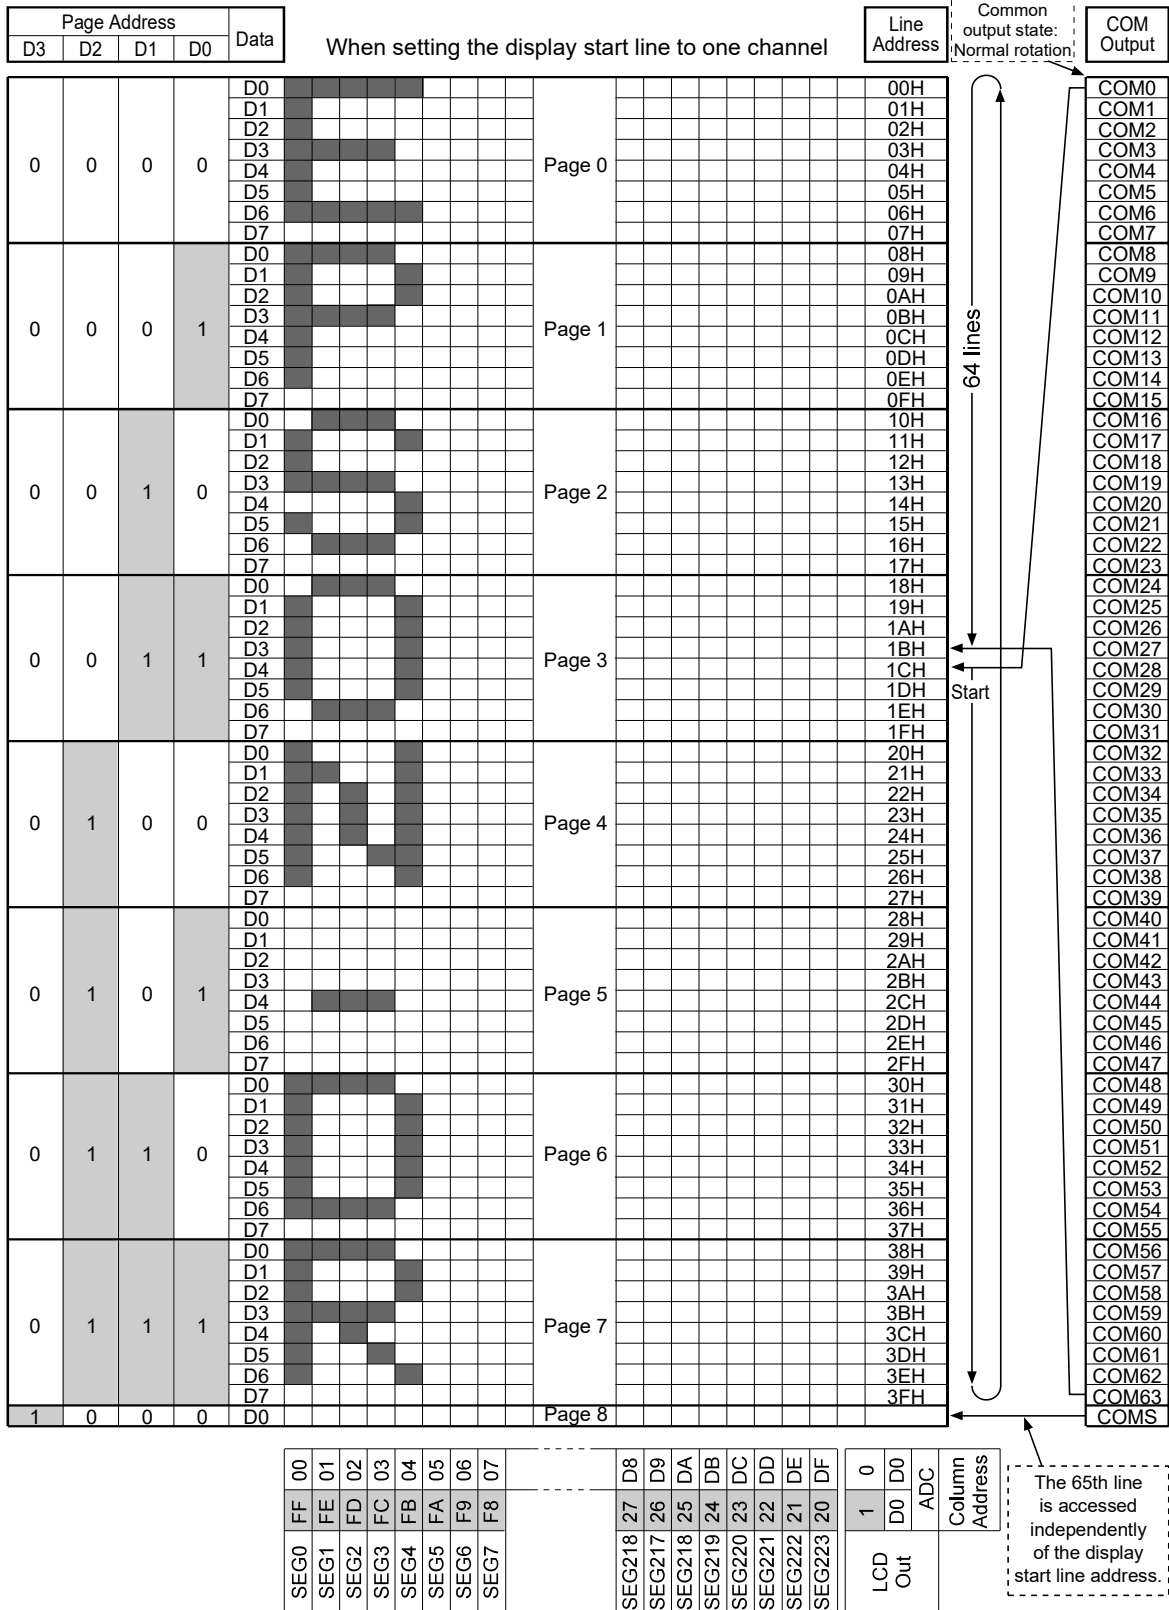 Page Address
D3 D2 D1 D0 Data
When setting the display start line to one channel
Line Address
Common output state: Normal rotation
COM Output
D0 00H COM0
D1 01H COM1
D2 02H COM2
D3 03H COM3
0 0 0 0 Page 0
D4 04H COM4
D5 05H COM5
D6 06H COM6
D7 07H COM7
D0 08H COM8
D1 09H COM9
D2 0AH COM10
D3 0BH COM11
0 0 0 1 Page 1
D4 0CH COM12
D5 0DH COM13
D6 0EH COM14
D7 0FH COM15
64 lines
D0 10H COM16
D1 11H COM17
D2 12H COM18
D3 13H COM19
0 0 1 0 Page 2
D4 14H COM20
D5 15H COM21
D6 16H COM22
D7 17H COM23
D0 18H COM24
D1 19H COM25
D2 1AH COM26
D3 1BH COM27
0 0 1 1 Page 3
D4 1CH COM28
D5 1DH Start COM29
D6 1EH COM30
D7 1FH COM31
D0 20H COM32
D1 21H COM33
D2 22H COM34
D3 23H COM35
0 1 0 0 Page 4
D4 24H COM36
D5 25H COM37
D6 26H COM38
D7 27H COM39
D0 28H COM40
D1 29H COM41
D2 2AH COM42
D3 2BH COM43
0 1 0 1 Page 5
D4 2CH COM44
D5 2DH COM45
D6 2EH COM46
D7 2FH COM47
D0 30H COM48
D1 31H COM49
D2 32H COM50
D3 33H COM51
0 1 1 0 Page 6
D4 34H COM52
D5 35H COM53
D6 36H COM54
D7 37H COM55
D0 38H COM56
D1 39H COM57
D2 3AH COM58
D3 3BH COM59
0 1 1 1 Page 7
D4 3CH COM60
D5 3DH COM61
D6 3EH COM62
D7 3FH COM63
1 0 0 0 D0 Page 8 COMS
00 01 02 03 04 05 06 07 D8 D9 DA DB DC DD DE DF 0 D0
FF FE FD FC FB FA F9 F8 27 26 25 24 23 22 21 20 1 D0
ADC
Column Address
SEG0 SEG1 SEG2 SEG3 SEG4 SEG5 SEG6 SEG7 SEG218 SEG217 SEG218 SEG219 SEG220 SEG221 SEG222 SEG223
LCD Out
The 65th line
is accessed
independently
of the display
start line address.